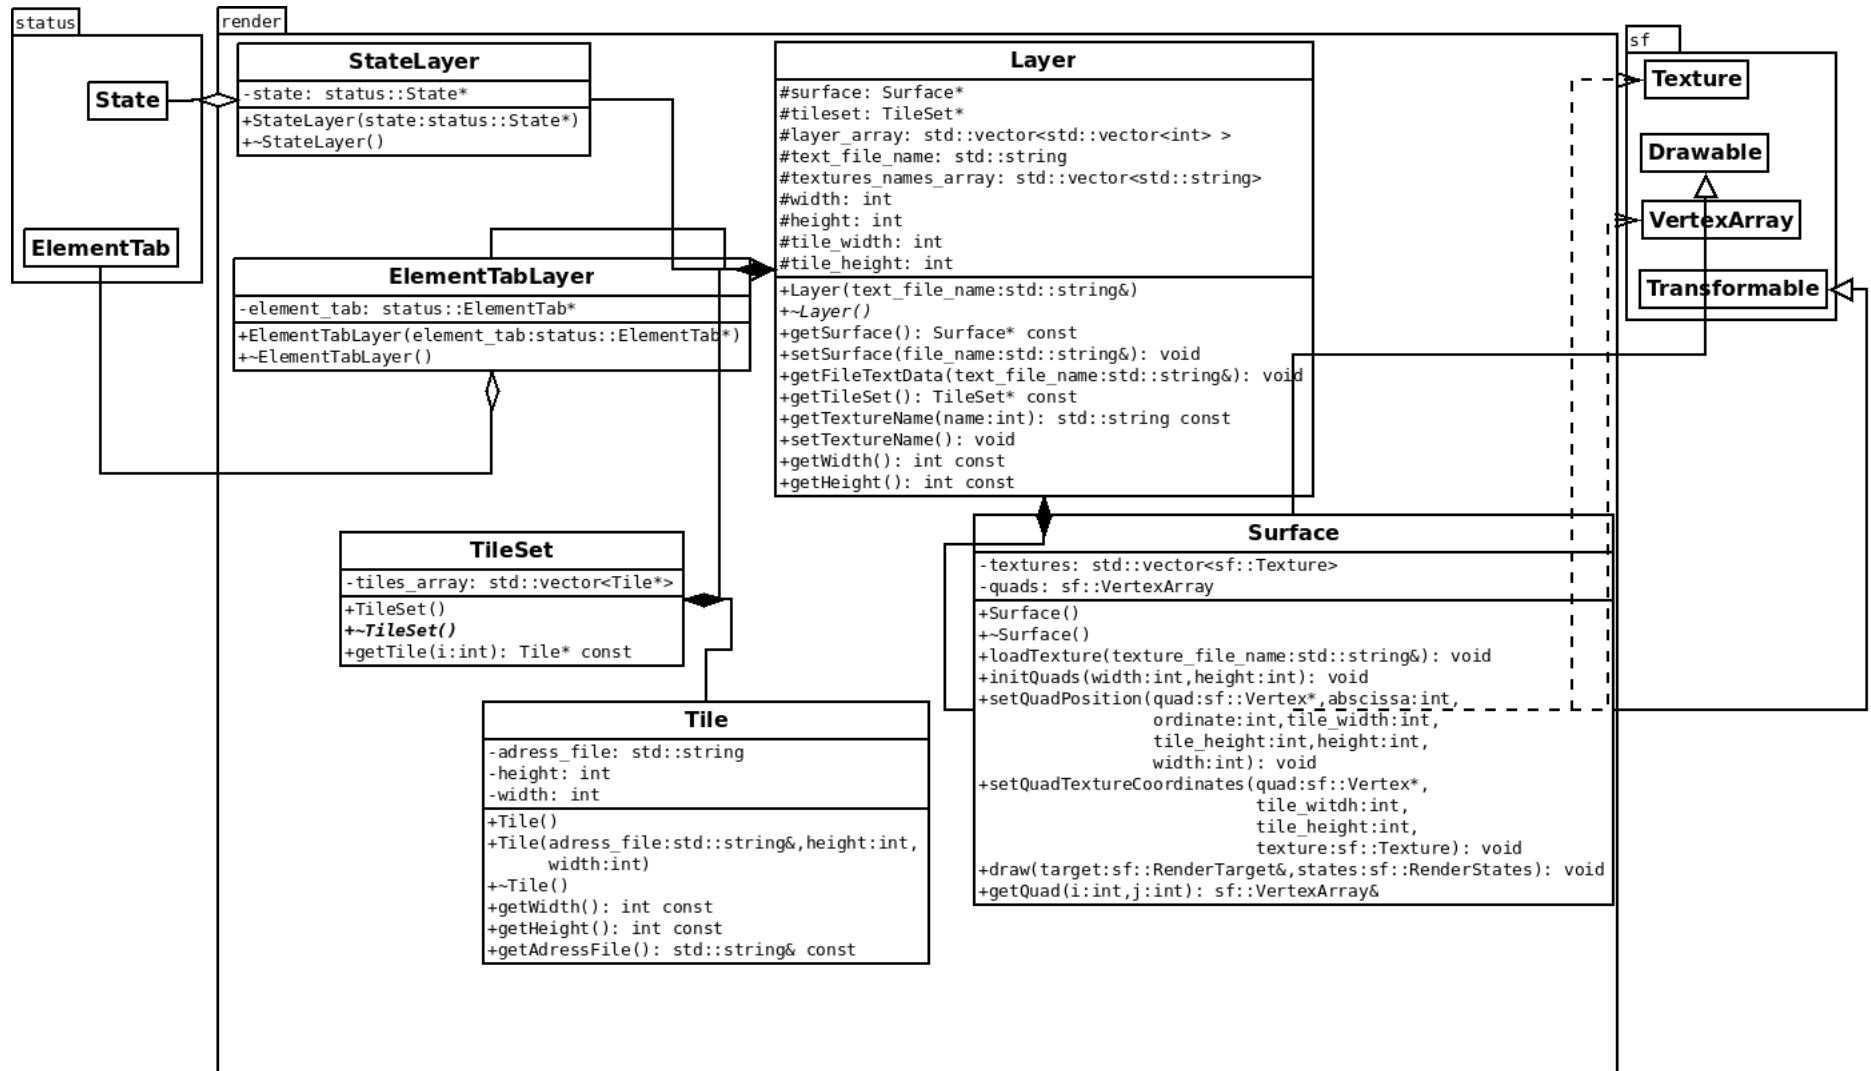 status
State
ElementTab
render
StateLayer
-state: status::State*
+StateLayer(state:status::State*)
+~StateLayer()
ElementTabLayer
-element_tab: status::ElementTab*
+ElementTabLayer(element_tab:status::ElementTab*)
+~ElementTabLayer()
Layer
#surface: Surface*
#tileset: TileSet*
#layer_array: std::vector<std::vector<int> >
#text_file_name: std::string
#textures_names_array: std::vector<std::string>
#width: int
#height: int
#tile_width: int
#tile_height: int
+Layer(text_file_name:std::string&)
+~Layer()
+getSurface(): Surface* const
+setSurface(file_name:std::string&): void
+getFileTextData(text_file_name:std::string&): void
+getTileSet(): TileSet* const
+getTextureName(name:int): std::string const
+setTextureName(): void
+getWidth(): int const
+getHeight(): int const
TileSet
-tiles_array: std::vector<Tile*>
+TileSet()
+~TileSet()
+getTile(i:int): Tile* const
Tile
-adress_file: std::string
-height: int
-width: int
+Tile()
+Tile(adress_file:std::string&,height:int,
width:int)
+~Tile()
+getWidth(): int const
+getHeight(): int const
+getAdressFile(): std::string& const
Surface
-textures: std::vector<sf::Texture>
-quads: sf::VertexArray
+Surface()
+~Surface()
+loadTexture(texture_file_name:std::string&): void
+initQuads(width:int,height:int): void
+setQuadPosition(quad:sf::Vertex*,abscissa:int,
ordinate:int,tile_width:int,
tile_height:int,height:int,
width:int): void
+setQuadTextureCoordinates(quad:sf::Vertex*,
tile_witdh:int,
tile_height:int,
texture:sf::Texture): void
+draw(target:sf::RenderTarget&,states:sf::RenderStates): void
+getQuad(i:int,j:int): sf::VertexArray&
sf
Texture
Drawable
VertexArray
Transformable